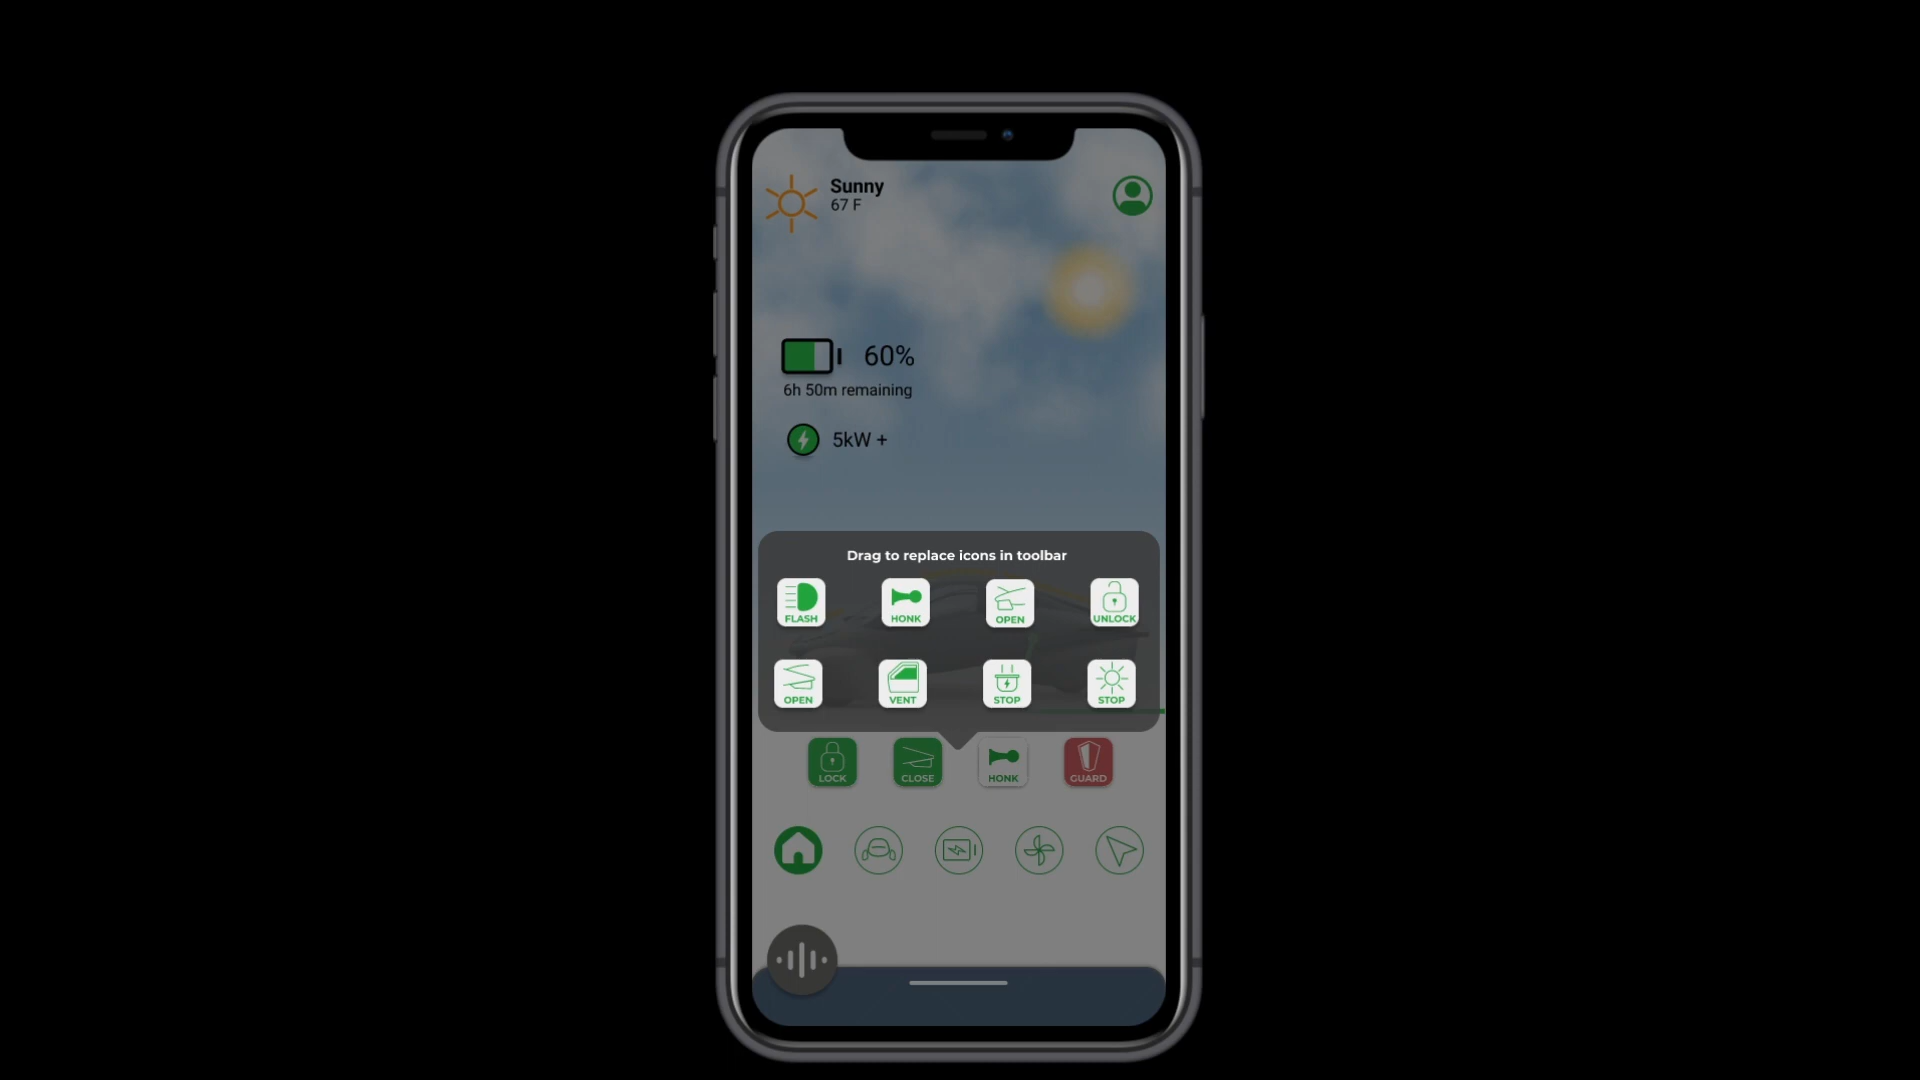 Sunny
67 F
60%
6h 50m remaining
5kW +
Drag to replace icons in toolbar
FLASH HONK OPEN UNLOCK
OPEN VENT STOP STOP
LOCK CLOSE HONK GUARD